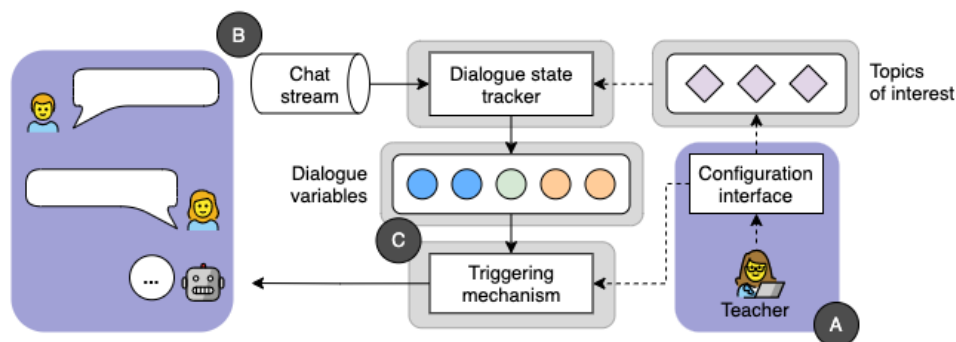 B
Chat
stream
Dialogue state
tracker
Topics
of interest
Dialogue
variables
Configuration
interface
C
Triggering
mechanism
...
Teacher
A